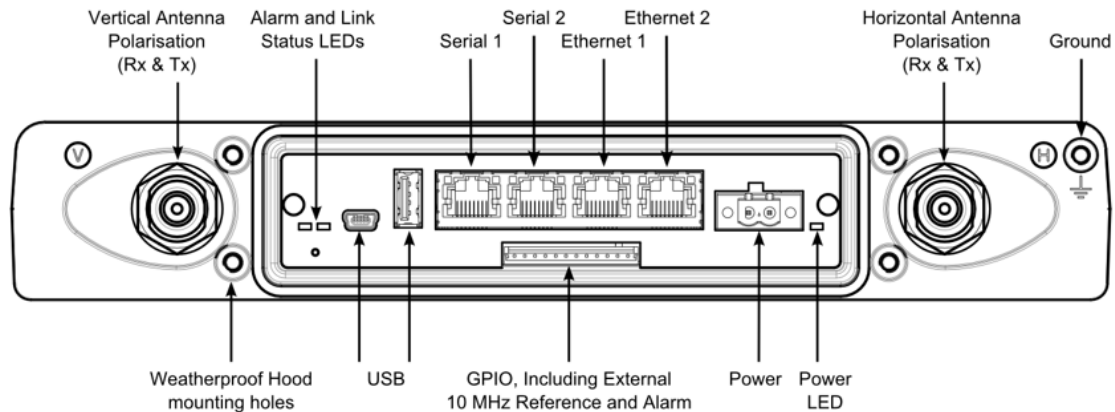 Vertical Antenna
Polarisation
(Rx & Tx)
Alarm and Link
Status LEDs
Serial 1
Serial 2
Ethernet 1
Ethernet 2
Horizontal Antenna
Polarisation
(Rx & Tx)
Ground
V
H
Weatherproof Hood
mounting holes
USB
GPIO, Including External
10 MHz Reference and Alarm
Power
Power
LED